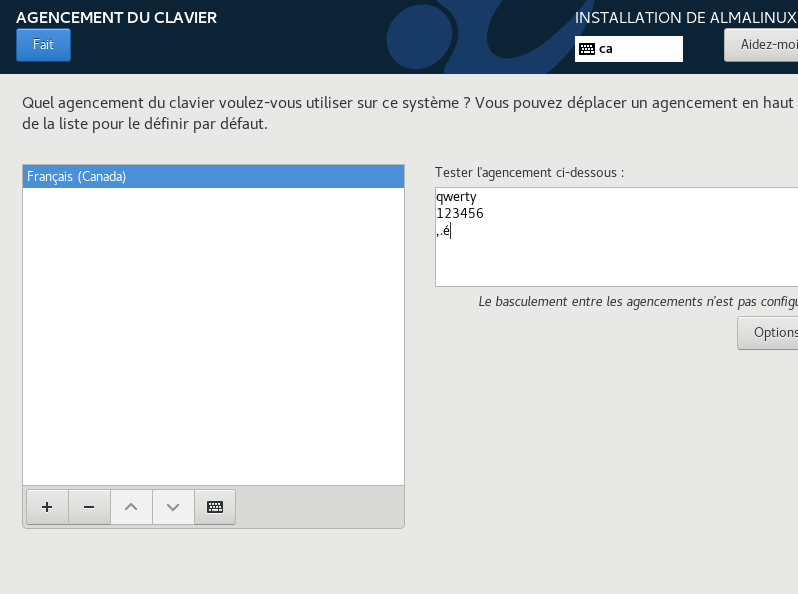 AGENCEMENT DU CLAVIER
INSTALLATION DE ALMALINUX
Fait
ca
Aidez-moi
Quel agencement du clavier voulez-vous utiliser sur ce système ? Vous pouvez déplacer un agencement en haut
de la liste pour le définir par défaut.
Français (Canada)
Tester l'agencement ci-dessous :
qwerty
123456
,.é
Le basculement entre les agencements n'est pas
Options